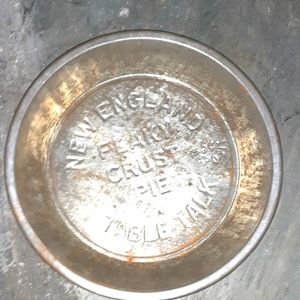 NEW ENGLAND
FLAKY
CRUST
PIE
TABLE TALK